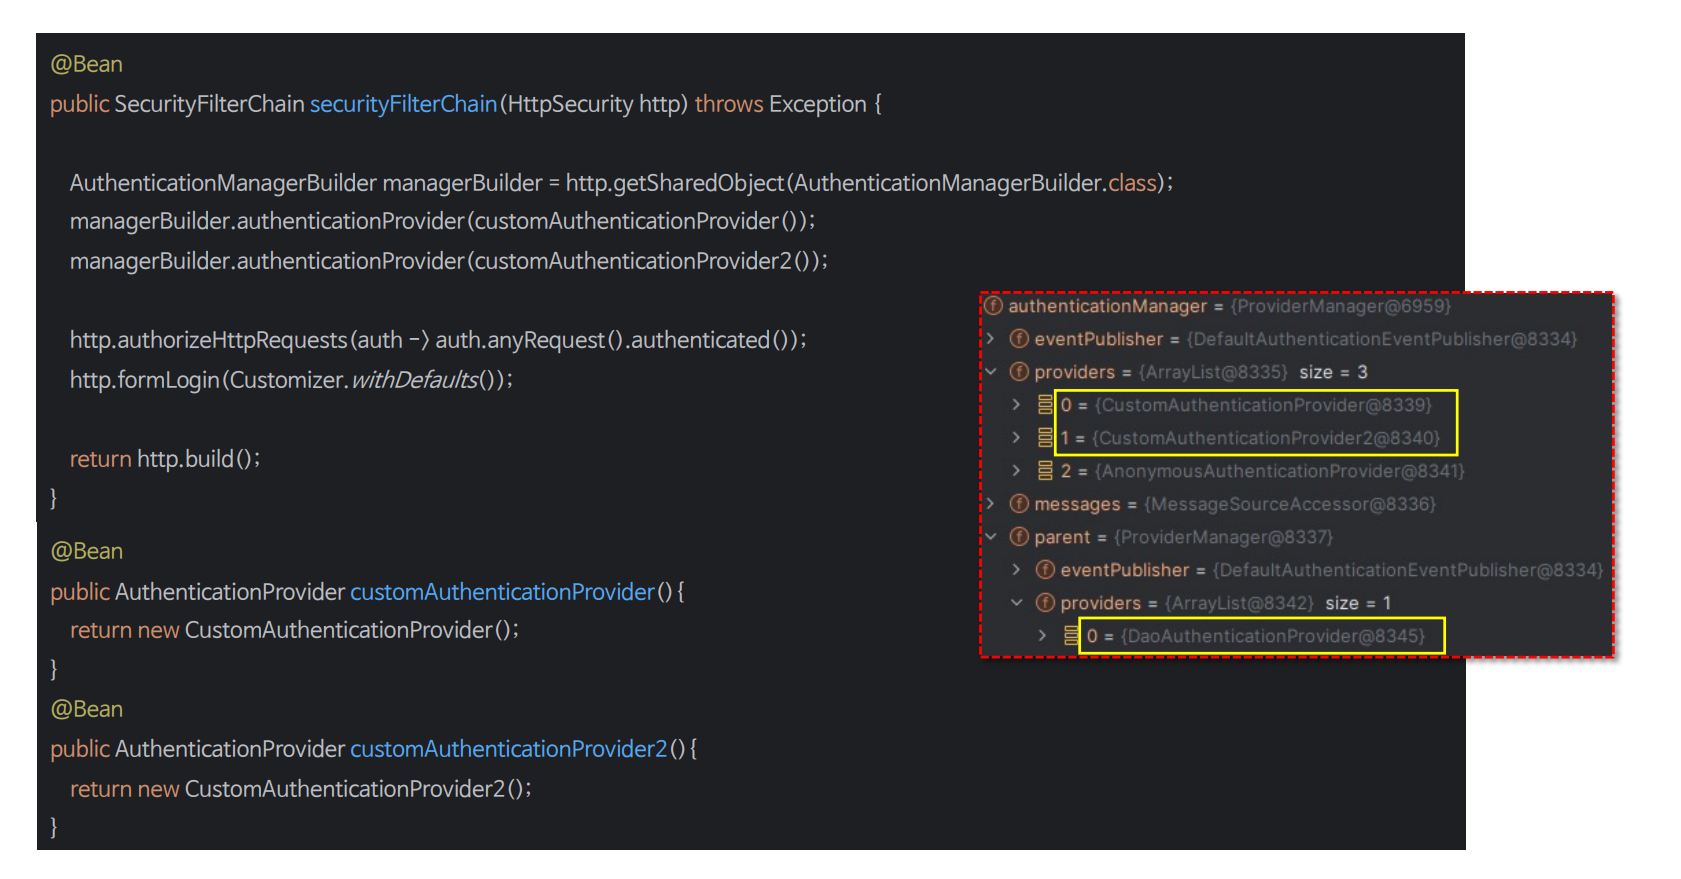 @Bean
public SecurityFilterChain securityFilterChain(HttpSecurity http) throws Exception {
AuthenticationManagerBuilder managerBuilder = http.getSharedObject(AuthenticationManagerBuilder.class);
managerBuilder.authenticationProvider(customAuthenticationProvider());
managerBuilder.authenticationProvider(customAuthenticationProvider2());
http.authorizeHttpRequests(auth -> auth.anyRequest().authenticated());
http.formLogin(Customizer.withDefaults());
return http.build();
}
@Bean
public AuthenticationProvider customAuthenticationProvider(){
return new CustomAuthenticationProvider();
}
@Bean
public AuthenticationProvider customAuthenticationProvider2(){
return new CustomAuthenticationProvider2();
}
f authenticationManager = {ProviderManager@6959}
> f eventPublisher = {DefaultAuthenticationEventPublisher@8334}
f providers = {ArrayList@8335} size = 3
> 0 = {CustomAuthenticationProvider@8339}
> 1 = {CustomAuthenticationProvider2@8340}
> 2 = {AnonymousAuthenticationProvider@8341}
> f messages = {MessageSourceAccessor@8336}
f parent = {ProviderManager@8337}
> f eventPublisher = {DefaultAuthenticationEventPublisher@8334}
f providers = {ArrayList@8342} size = 1
> 0 = {DaoAuthenticationProvider@8345}